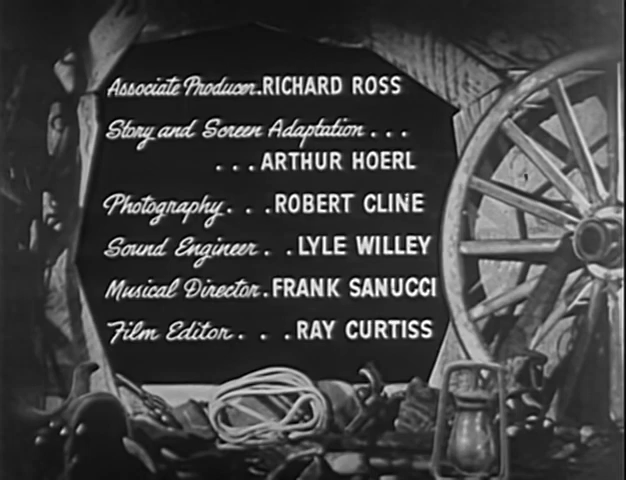 Associate Producer.RICHARD ROSS
Story and Screen Adaptation . . .
. . . ARTHUR HOERL
Photography . . . ROBERT CLINE
Sound Engineer . . LYLE WILLEY
Musical Director. FRANK SANUCCI
Film Editor . . . RAY CURTISS